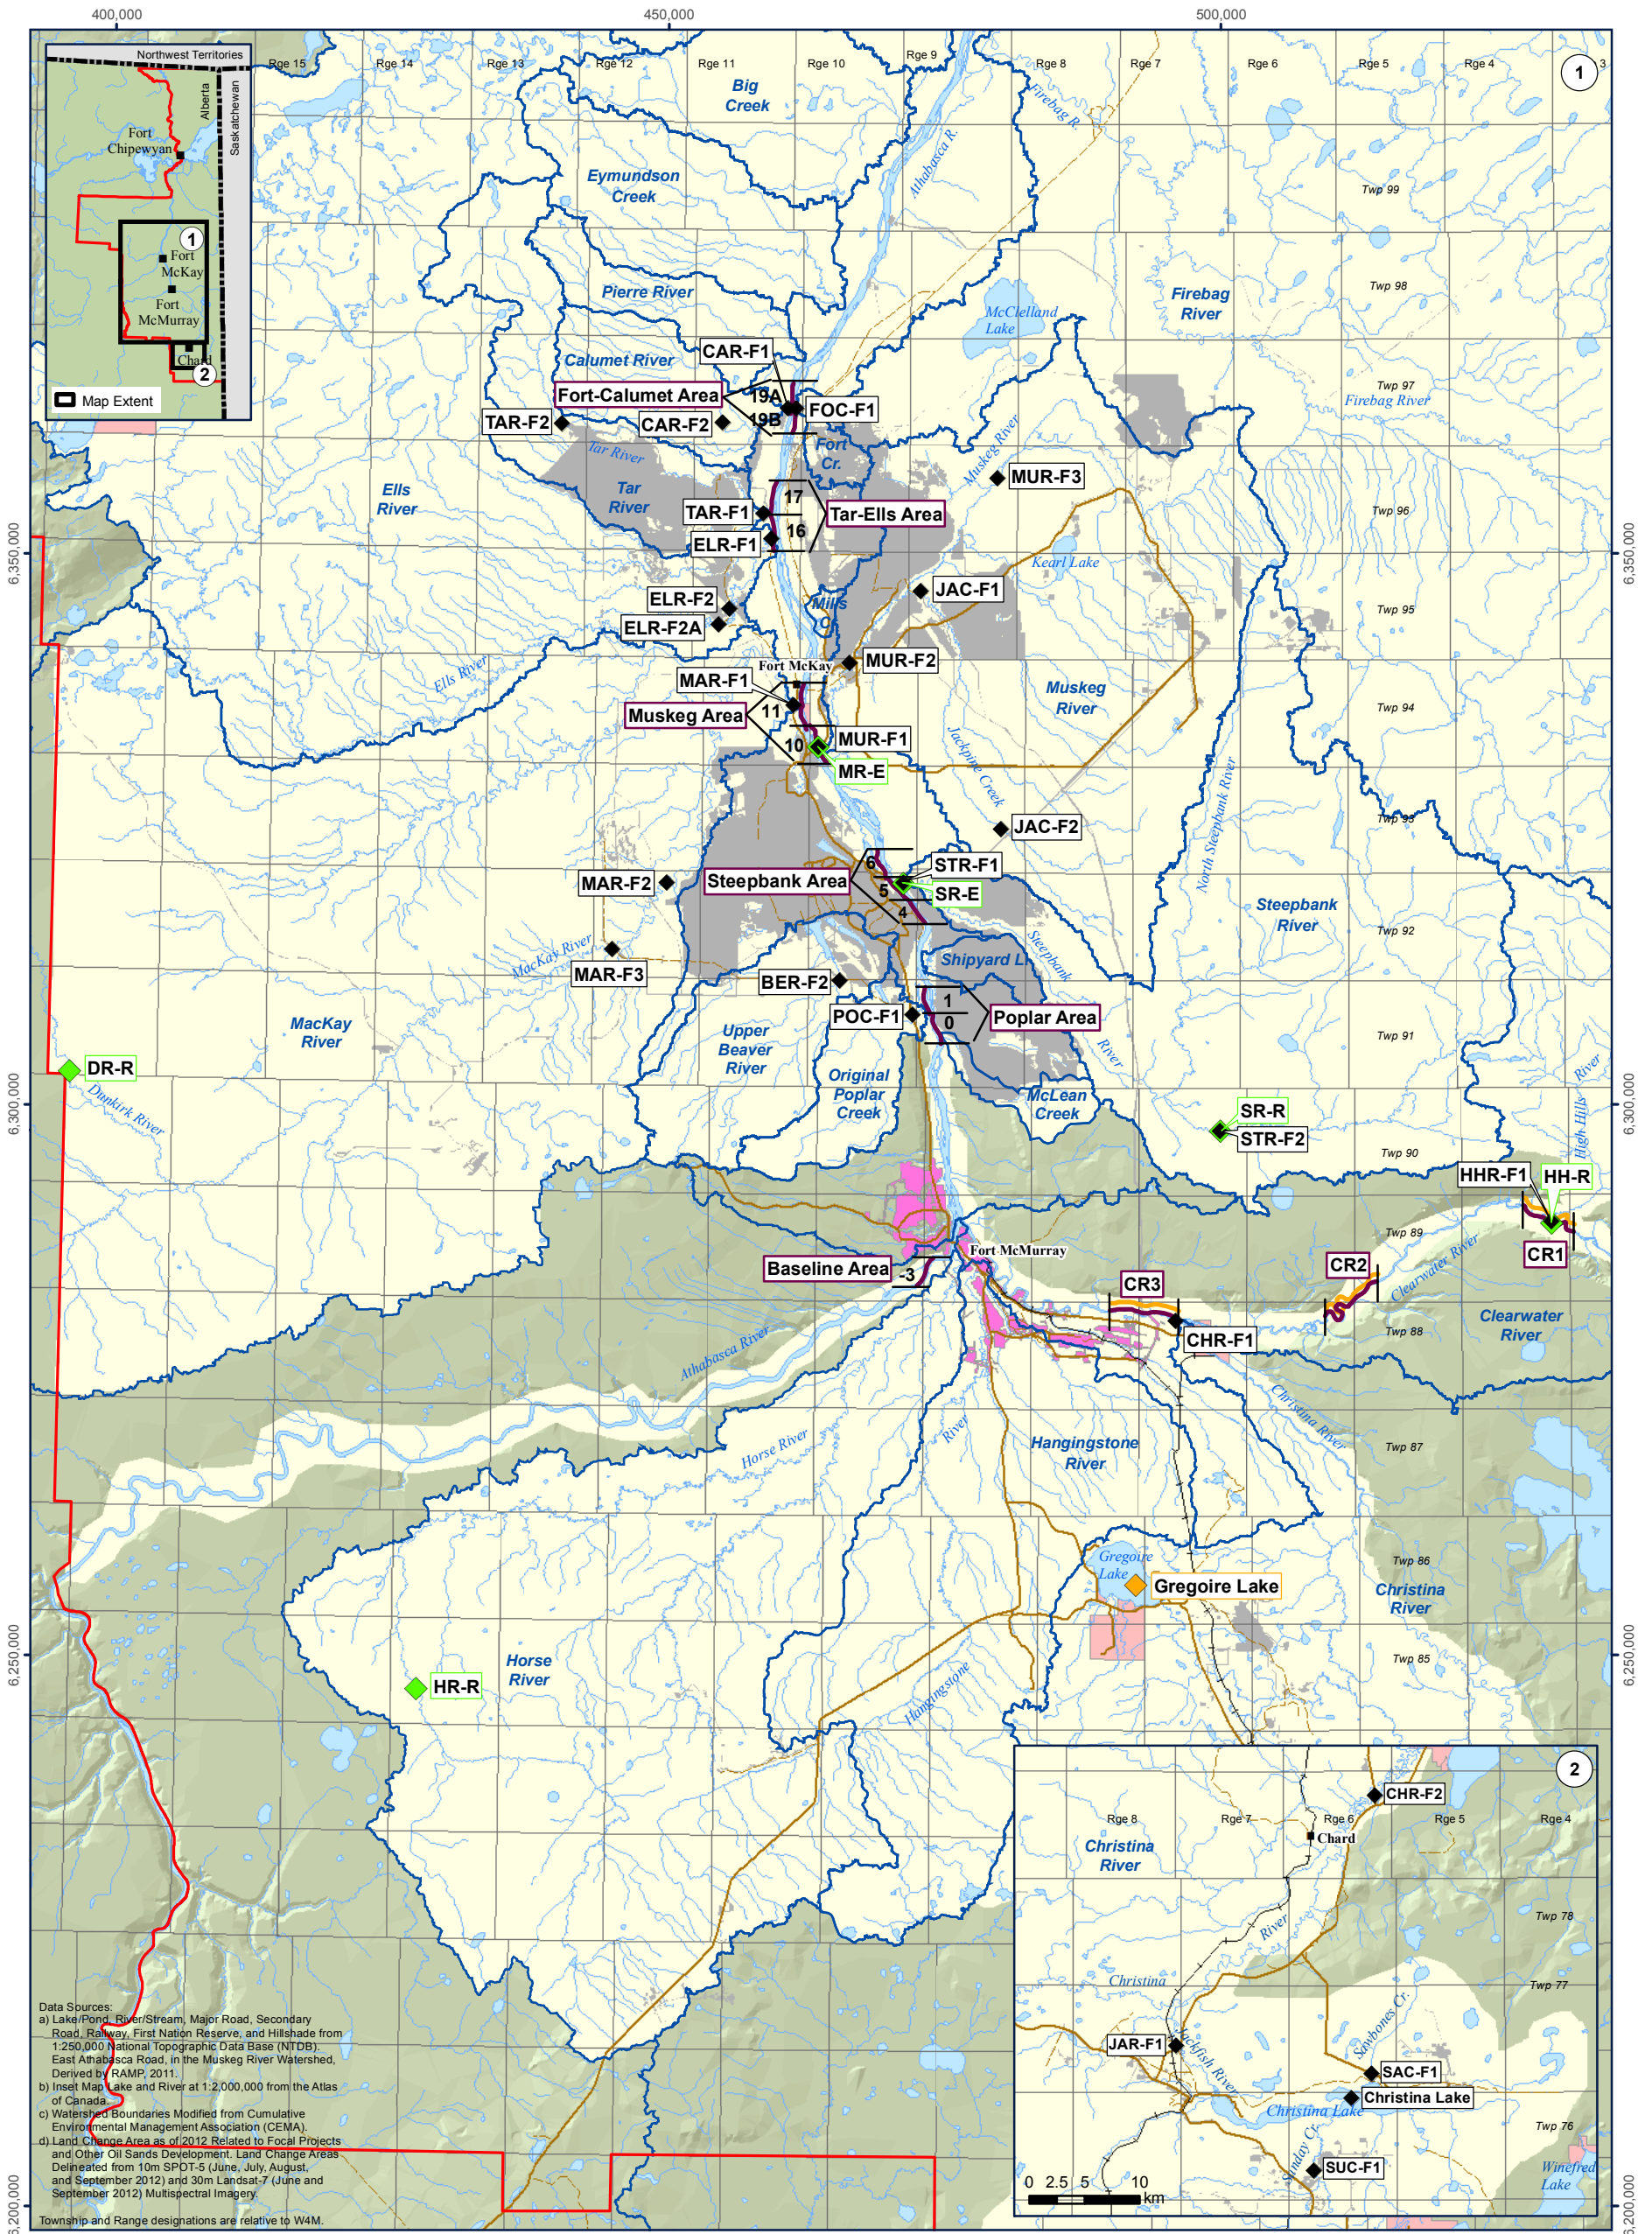 400,000
450,000
500,000
6,350,000
6,300,000
6,250,000
6,200,000
6,350,000
6,300,000
6,250,000
6,200,000
Northwest Territories
Alberta
Saskatchewan
Fort
Chipewyan
1
Fort
McKay
Fort
McMurray
Chard
2
Map Extent
Rge 15
Rge 14
Rge 13
Rge 12
Rge 11
Rge 10
Rge 9
Rge 8
Rge 7
Rge 6
Rge 5
Rge 4
3
1
Big
Creek
Firebag R.
Athabasca R.
Eymundson
Creek
Twp 99
Pierre River
McClelland
Lake
Firebag
River
Twp 98
CAR-F1
Calumet River
Fort-Calumet Area
19A
19B
FOC-F1
TAR-F2
CAR-F2
Twp 97
Firebag River
Tar River
Fort
Cr.
Muskeg River
MUR-F3
Ells
River
Tar
River
17
TAR-F1
Tar-Ells Area
16
ELR-F1
Twp 96
Kearl Lake
JAC-F1
ELR-F2
Mills
C
ELR-F2A
Twp 95
Ells River
Fort McKay
MUR-F2
MAR-F1
Muskeg
River
11
Muskeg Area
Twp 94
10
MUR-F1
MR-E
Jackpine Creek
North Steepbank River
JAC-F2
Twp 93
6
STR-F1
Steepbank Area
MAR-F2
5
SR-E
4
Steepbank
River
Steepbank
Twp 92
MacKay River
MAR-F3
Shipyard L.
BER-F2
1
POC-F1
0
Poplar Area
MacKay
River
Upper
Beaver
River
River
Twp 91
DR-R
Dunkirk River
Original
Poplar
Creek
McLean
Creek
High Hills River
SR-R
STR-F2
Twp 90
HHR-F1
HH-R
Twp 89
CR1
Fort McMurray
Baseline Area
-3
CR2
Clearwater River
CR3
Clearwater
River
CHR-F1
Twp 88
Athabasca River
Christina River
Horse River
River
Hangingstone
River
Twp 87
Gregoire
Lake
Gregoire Lake
Twp 86
Christina
River
Horse
River
HR-R
Hangingstone
Twp 85
2
CHR-F2
Rge 8
Rge 7
Rge 6
Rge 5
Rge 4
Chard
Christina
River
Twp 78
River
Christina
Twp 77
Sawbones Cr.
JAR-F1
Jackfish River
SAC-F1
Christina Lake
Christina Lake
Twp 76
Sunday Cr.
SUC-F1
Winefred
Lake
0 2.5 5 10
km
Data Sources:
a) Lake/Pond, River/Stream, Major Road, Secondary
Road, Railway, First Nation Reserve, and Hillshade from
1:250,000 National Topographic Data Base (NTDB).
East Athabasca Road, in the Muskeg River Watershed,
Derived by RAMP, 2011.
b) Inset Map Lake and River at 1:2,000,000 from the Atlas
of Canada.
c) Watershed Boundaries Modified from Cumulative
Environmental Management Association (CEMA).
d) Land Change Area as of 2012 Related to Focal Projects
and Other Oil Sands Development. Land Change Areas
Delineated from 10m SPOT-5 (June, July, August,
and September 2012) and 30m Landsat-7 (June and
September 2012) Multispectral Imagery.
Township and Range designations are relative to W4M.